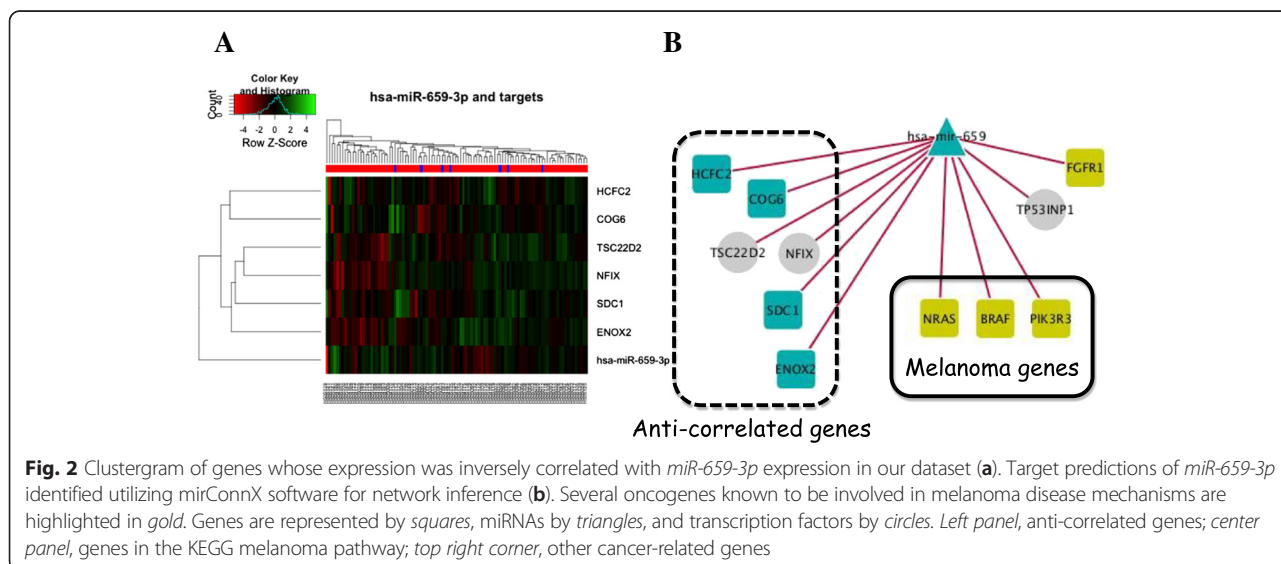 A
B
Color Key
and Histogram
Count
0 40
-4 -2 0 2 4
Row Z-Score
hsa-miR-659-3p and targets
HCFC2
COG6
TSC22D2
NFIX
SDC1
ENOX2
hsa-miR-659-3p
hsa-mir-659
HCFC2
COG6
TSC22D2
NFIX
SDC1
ENOX2
FGFR1
TP53INP1
NRAS
BRAF
PIK3R3
Melanoma genes
Anti-correlated genes
Fig. 2 Clustergram of genes whose expression was inversely correlated with miR-659-3p expression in our dataset (a). Target predictions of miR-659-3p
identified utilizing mirConnX software for network inference (b). Several oncogenes known to be involved in melanoma disease mechanisms are
highlighted in gold. Genes are represented by squares, miRNAs by triangles, and transcription factors by circles. Left panel, anti-correlated genes; center
panel, genes in the KEGG melanoma pathway; top right corner, other cancer-related genes